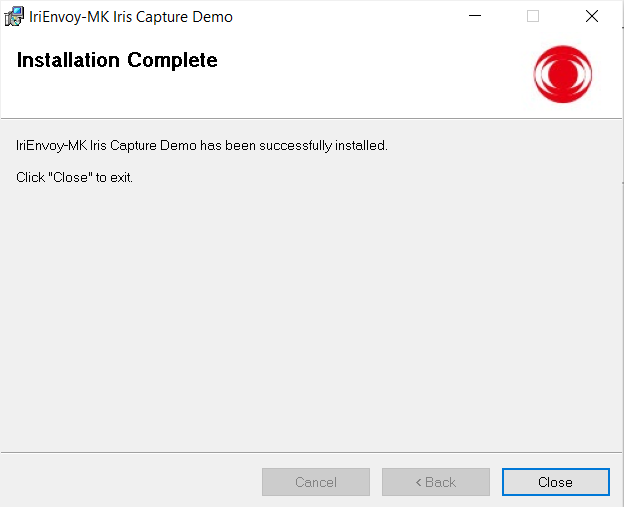 IriEnvoy-MK Iris Capture Demo
Installation Complete
IriEnvoy-MK Iris Capture Demo has been successfully installed.
Click "Close" to exit.
Cancel
< Back
Close